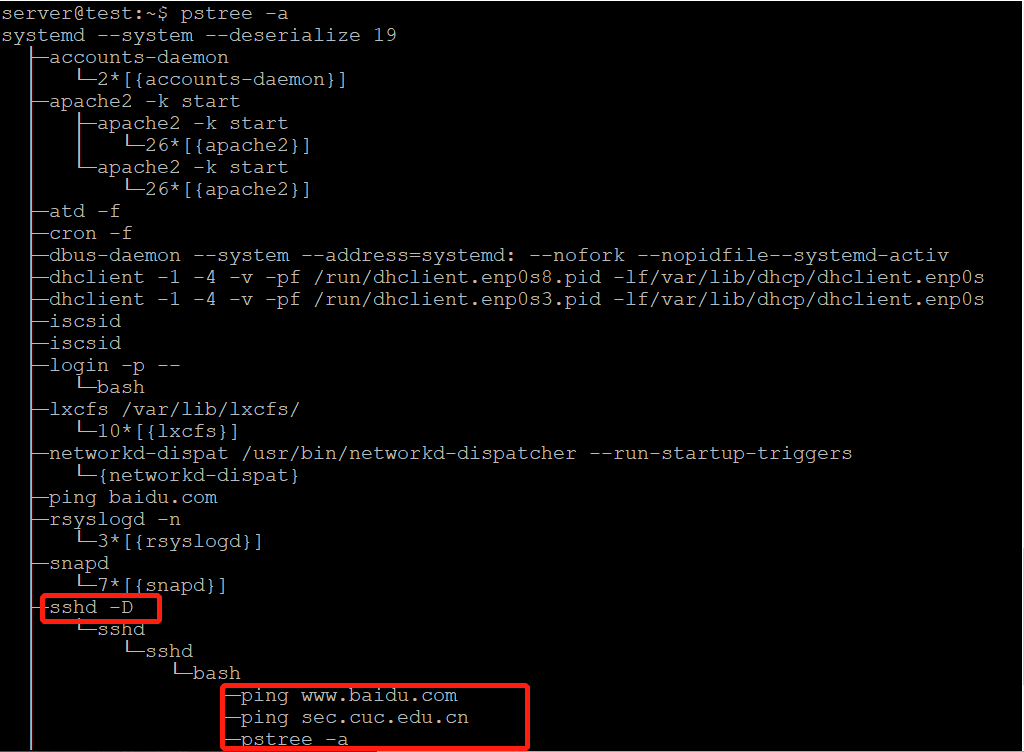 server@test:~$ pstree -a
systemd --system --deserialize 19
├─accounts-daemon
│   └─2*[{accounts-daemon}]
├─apache2 -k start
│   ├─apache2 -k start
│   │   └─26*[{apache2}]
│   └─apache2 -k start
│       └─26*[{apache2}]
├─atd -f
├─cron -f
├─dbus-daemon --system --address=systemd: --nofork --nopidfile--systemd-activ
├─dhclient -1 -4 -v -pf /run/dhclient.enp0s8.pid -lf/var/lib/dhcp/dhclient.enp0s
├─dhclient -1 -4 -v -pf /run/dhclient.enp0s3.pid -lf/var/lib/dhcp/dhclient.enp0s
├─iscsid
├─iscsid
├─login -p --
│   └─bash
├─lxcfs /var/lib/lxcfs/
│   └─10*[{lxcfs}]
├─networkd-dispat /usr/bin/networkd-dispatcher --run-startup-triggers
│   └─{networkd-dispat}
├─ping baidu.com
├─rsyslogd -n
│   └─3*[{rsyslogd}]
├─snapd
│   └─7*[{snapd}]
├─sshd -D
│   └─sshd
│       └─sshd
│           └─bash
│               ├─ping www.baidu.com
│               ├─ping sec.cuc.edu.cn
│               ├─pstree -a